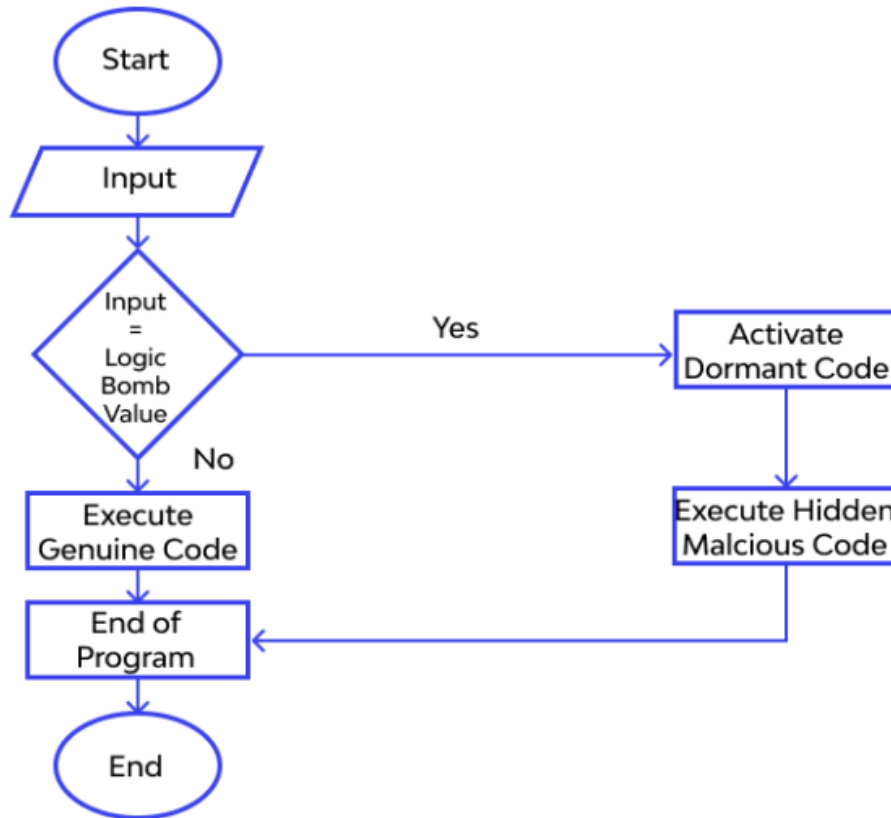 Start
Input
Input
=
Logic
Bomb
Value
Yes
Activate
Dormant Code
No
Execute
Genuine Code
Execute Hidden
Malcious Code
End of
Program
End